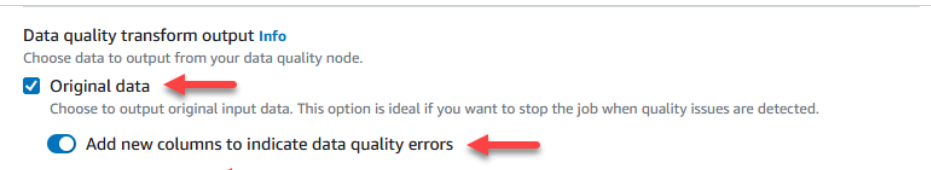 Data quality transform output Info
Choose data to output from your data quality node.
Original data
Choose to output original input data. This option is ideal if you want to stop the job when quality issues are detected.
Add new columns to indicate data quality errors